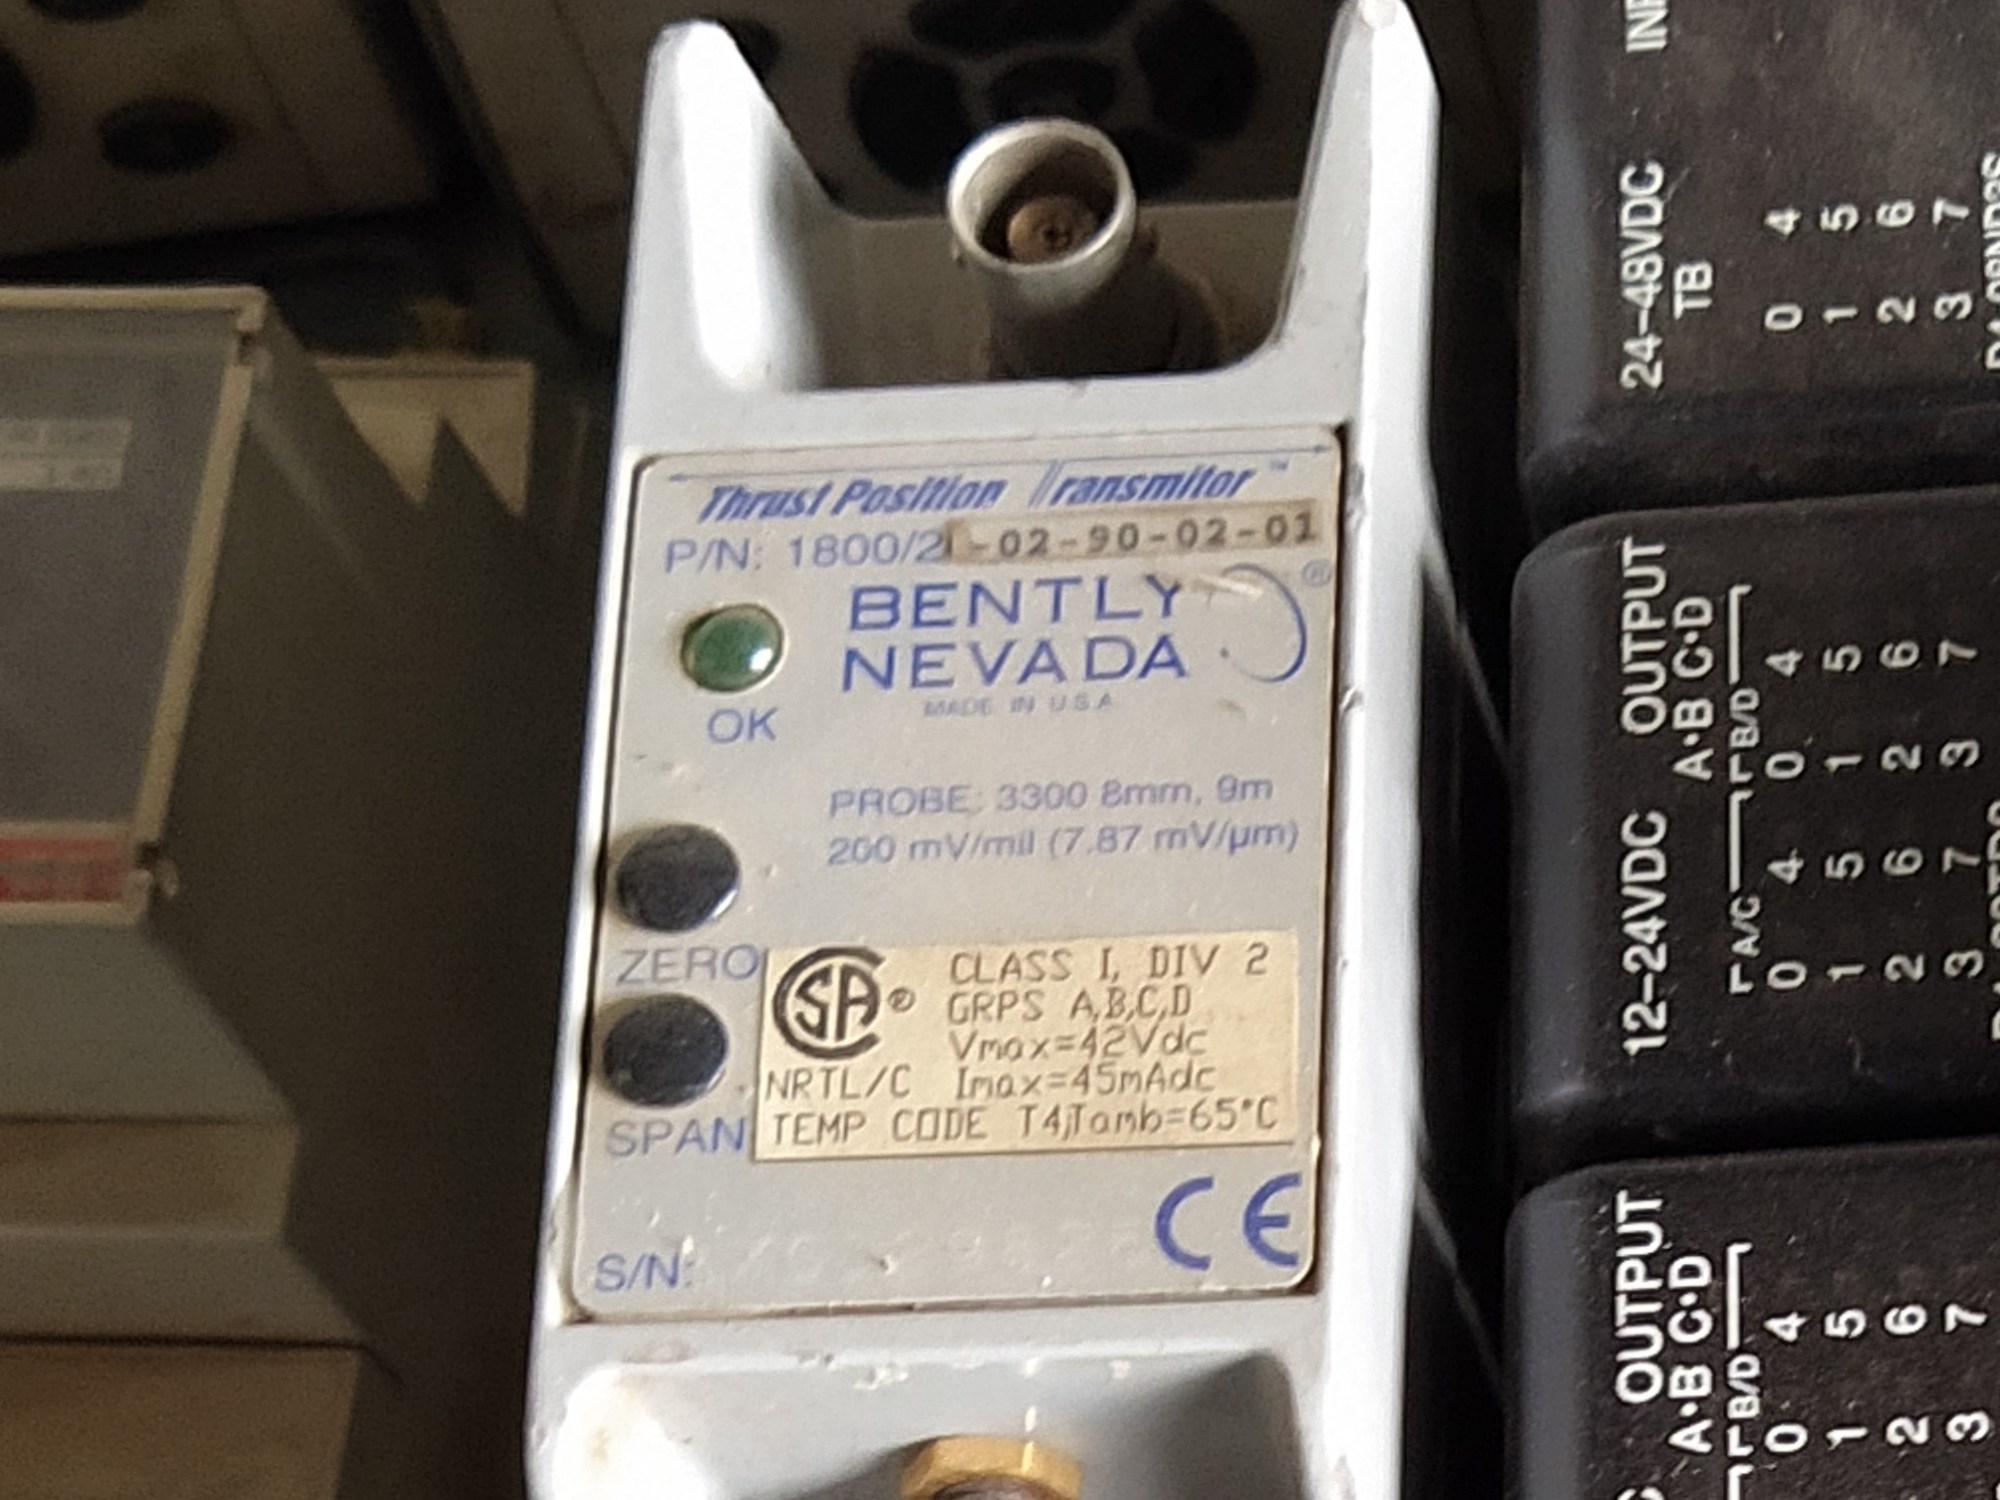 Thrust Position Transmitor™
P/N: 1800/2 -02-90-02-01
BENTLY
NEVADA ®
MADE IN U.S.A
OK
PROBE: 3300 8mm, 9m
200 mV/mil (7.87 mV/µm)
ZERO
SPAN
SA ® CLASS I, DIV 2
GRPS A,B,C,D
Vmax=42Vdc
NRTL/C Imax=45mAdc
TEMP CODE T4;Tamb=65°C
CE
S/N:
24-48VDC
TB
0 4
1 5
2 6
3 7
12-24VDC OUTPUT
A•B C•D
A/C B/D
0 4 0 4
1 5 1 5
2 6 2 6
3 7 3 7
OUTPUT
A•B C•D
B/D
0 4
1 5
2 6
3 7